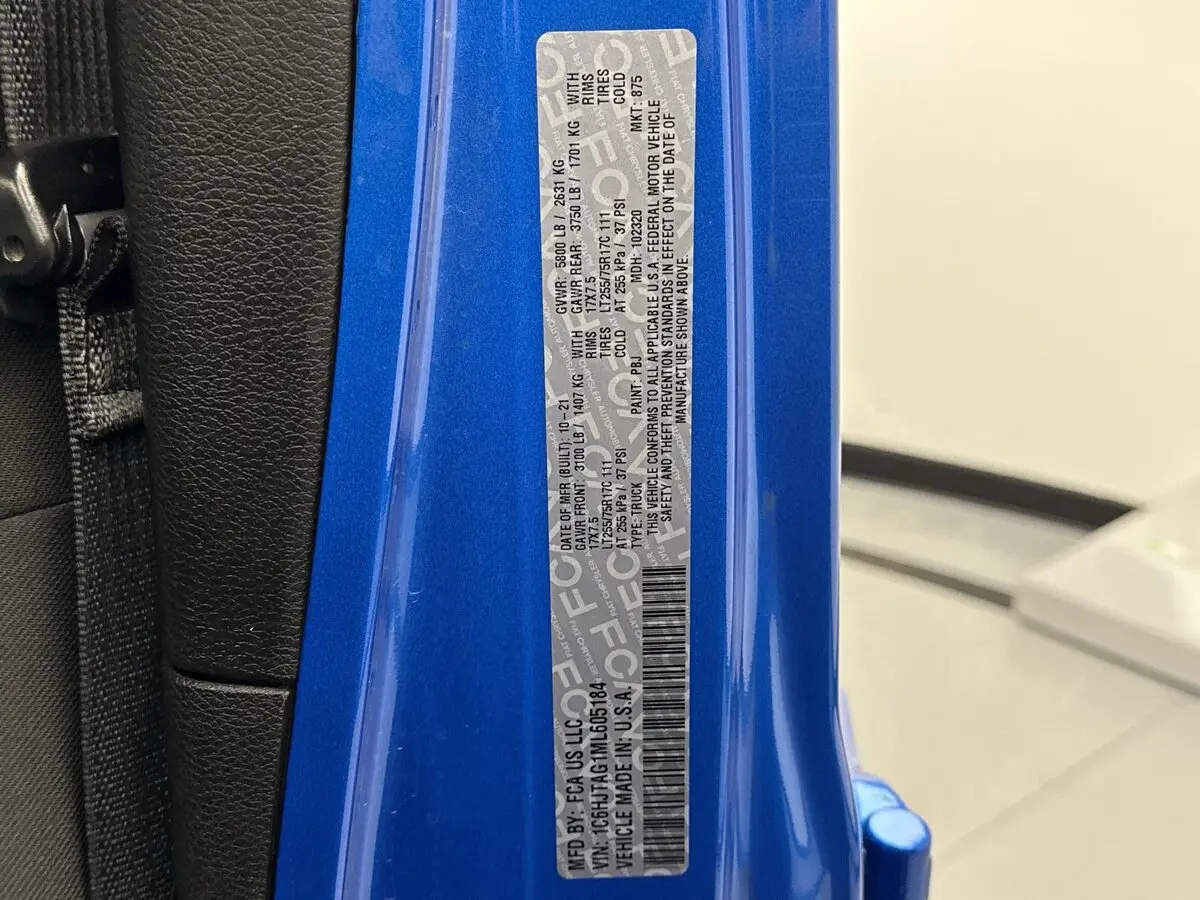 MFD BY: FCA US LLC
VIN: 1C6HJTAG1ML605184
VEHICLE MADE IN: U.S.A.
DATE OF MFR (BUILT): 10-21 GVWR: 5800 LB / 2631 KG
GAWR FRONT: 3100 LB / 1407 KG WITH GAWR REAR: 3750 LB / 1701 KG WITH
17X7.5 RIMS 17X7.5 RIMS
LT255/75R17C 111 TIRES LT255/75R17C 111 TIRES
AT 255 kPa / 37 PSI COLD AT 255 kPa / 37 PSI COLD
TYPE: TRUCK PAINT: PBJ MDH: 102320 MKT: 875
THIS VEHICLE CONFORMS TO ALL APPLICABLE U.S.A. FEDERAL MOTOR VEHICLE
SAFETY AND THEFT PREVENTION STANDARDS IN EFFECT ON THE DATE OF
MANUFACTURE SHOWN ABOVE.